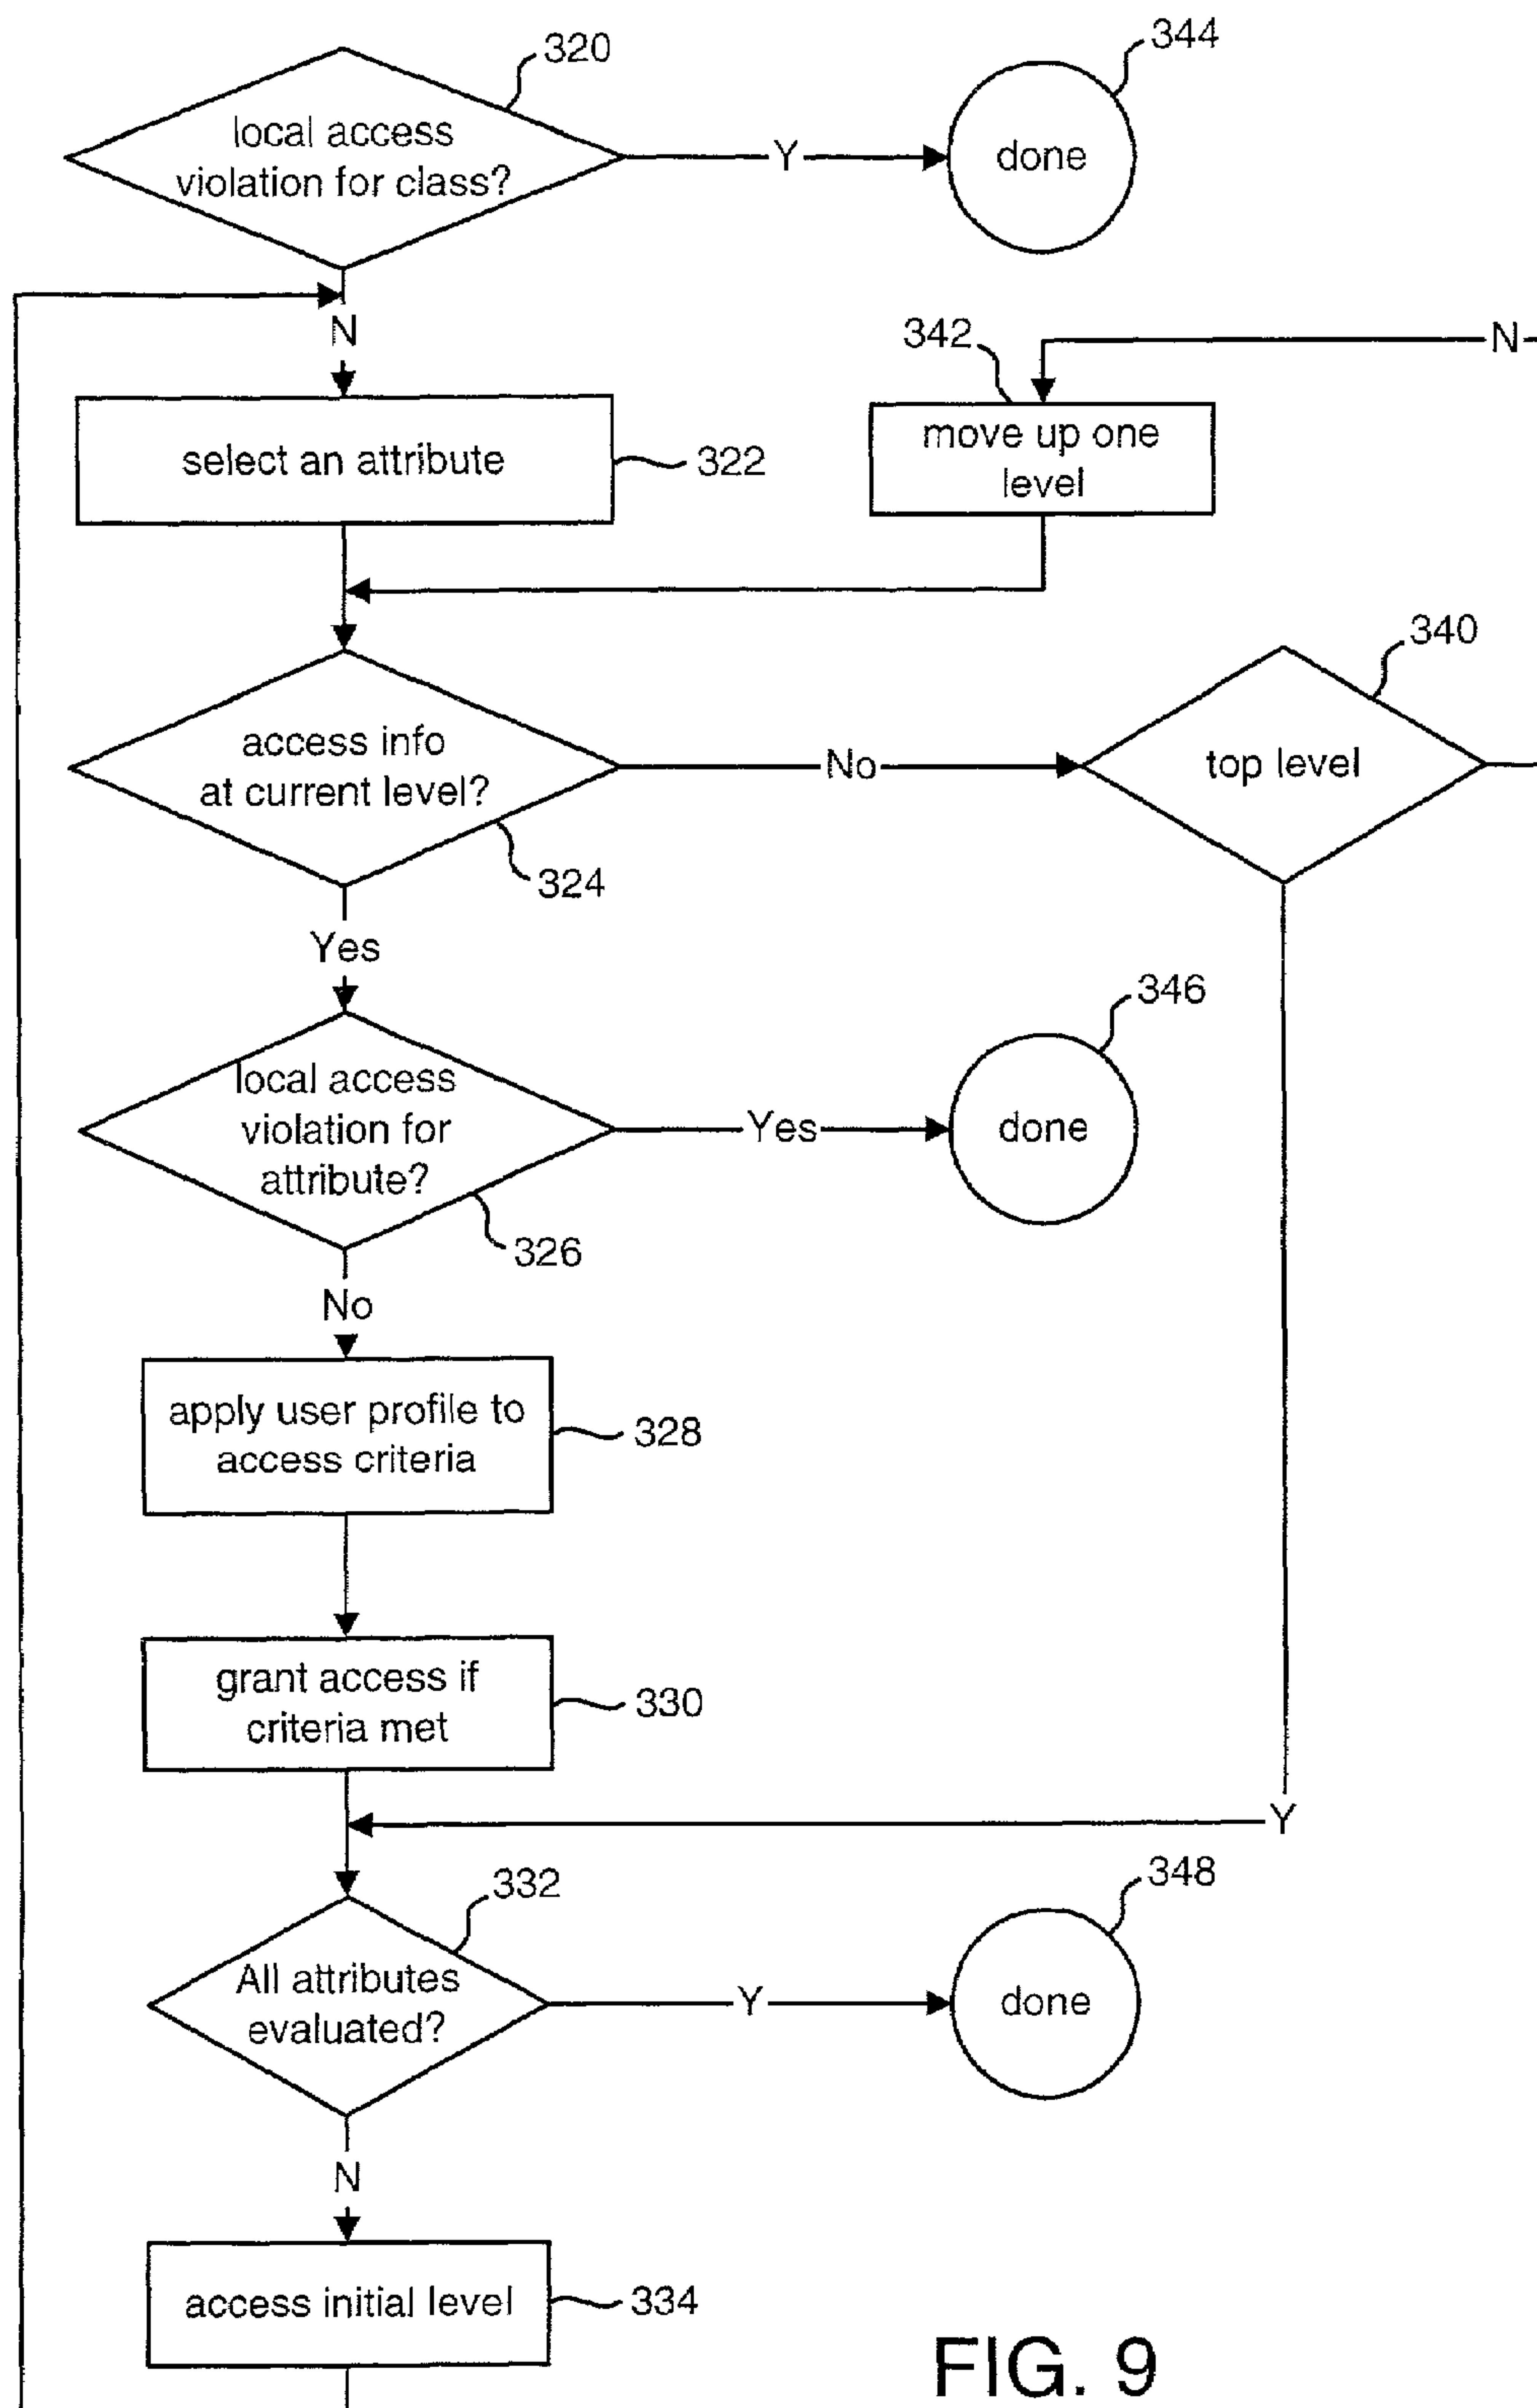 320
local access
violation for class?
Y
344
done
N
342
N
select an attribute
322
move up one
level
340
access info
at current level?
324
No
top level
Yes
346
local access
violation for
attribute?
326
Yes
done
No
apply user profile to
access criteria
328
grant access if
criteria met
330
Y
332
348
All attributes
evaluated?
Y
done
N
access initial level
334
FIG. 9